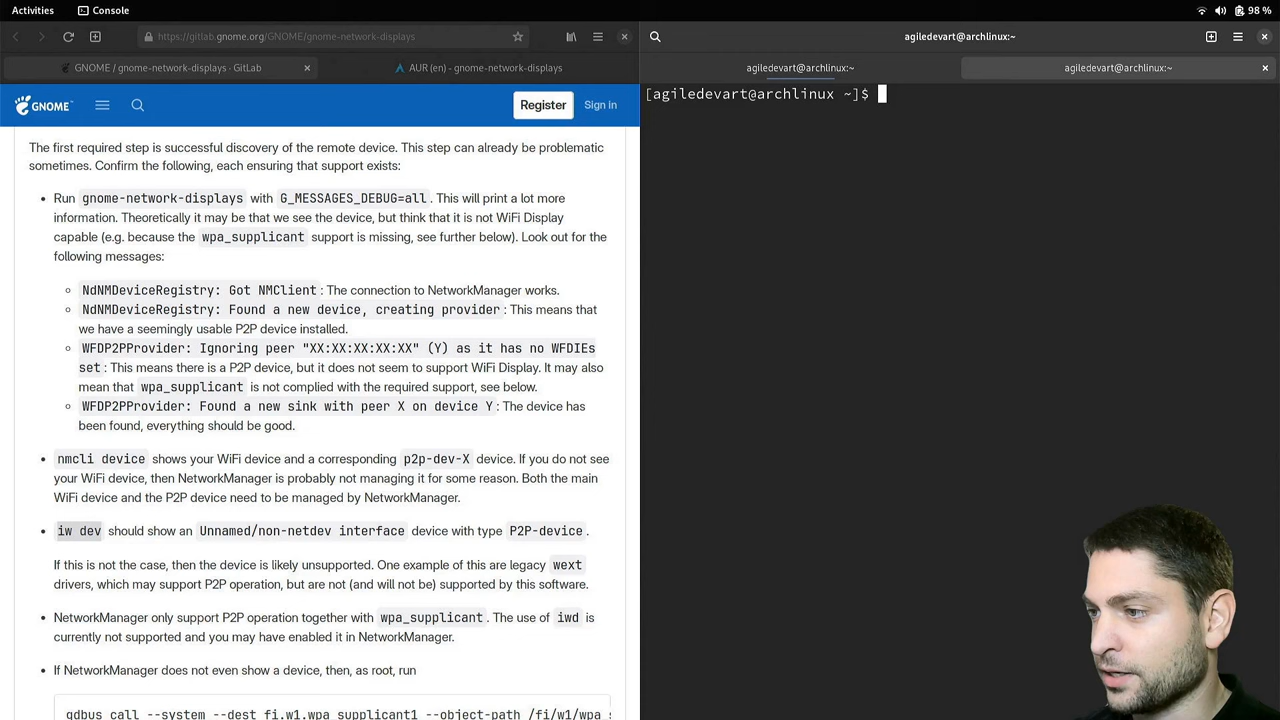 Activities
Console
98 %
https://gitlab.gnome.org/GNOME/gnome-network-displays
GNOME / gnome-network-displays · GitLab
AUR (en) - gnome-network-displays
GNOME™
Register
Sign in
The first required step is successful discovery of the remote device. This step can already be problematic
sometimes. Confirm the following, each ensuring that support exists:
• Run gnome-network-displays with G_MESSAGES_DEBUG=all. This will print a lot more
information. Theoretically it may be that we see the device, but think that it is not WiFi Display
capable (e.g. because the wpa_supplicant support is missing, see further below). Look out for the
following messages:
◦ NdNMDeviceRegistry: Got NMClient: The connection to NetworkManager works.
◦ NdNMDeviceRegistry: Found a new device, creating provider: This means that
we have a seemingly usable P2P device installed.
◦ WFDP2PProvider: Ignoring peer "XX:XX:XX:XX:XX" (Y) as it has no WFDIEs
set: This means there is a P2P device, but it does not seem to support WiFi Display. It may also
mean that wpa_supplicant is not complied with the required support, see below.
◦ WFDP2PProvider: Found a new sink with peer X on device Y: The device has
been found, everything should be good.
• nmcli device shows your WiFi device and a corresponding p2p-dev-X device. If you do not see
your WiFi device, then NetworkManager is probably not managing it for some reason. Both the main
WiFi device and the P2P device need to be managed by NetworkManager.
• iw dev should show an Unnamed/non-netdev interface device with type P2P-device.
If this is not the case, then the device is likely unsupported. One example of this are legacy wext
drivers, which may support P2P operation, but are not (and will not be) supported by this software.
• NetworkManager only support P2P operation together with wpa_supplicant. The use of iwd is
currently not supported and you may have enabled it in NetworkManager.
• If NetworkManager does not even show a device, then, as root, run
gdbus call --system --dest fi.w1.wpa_supplicant1 --object-path /fi/w1/wpa_s
agiledevart@archlinux:~
agiledevart@archlinux:~
agiledevart@archlinux:~
[agiledevart@archlinux ~]$